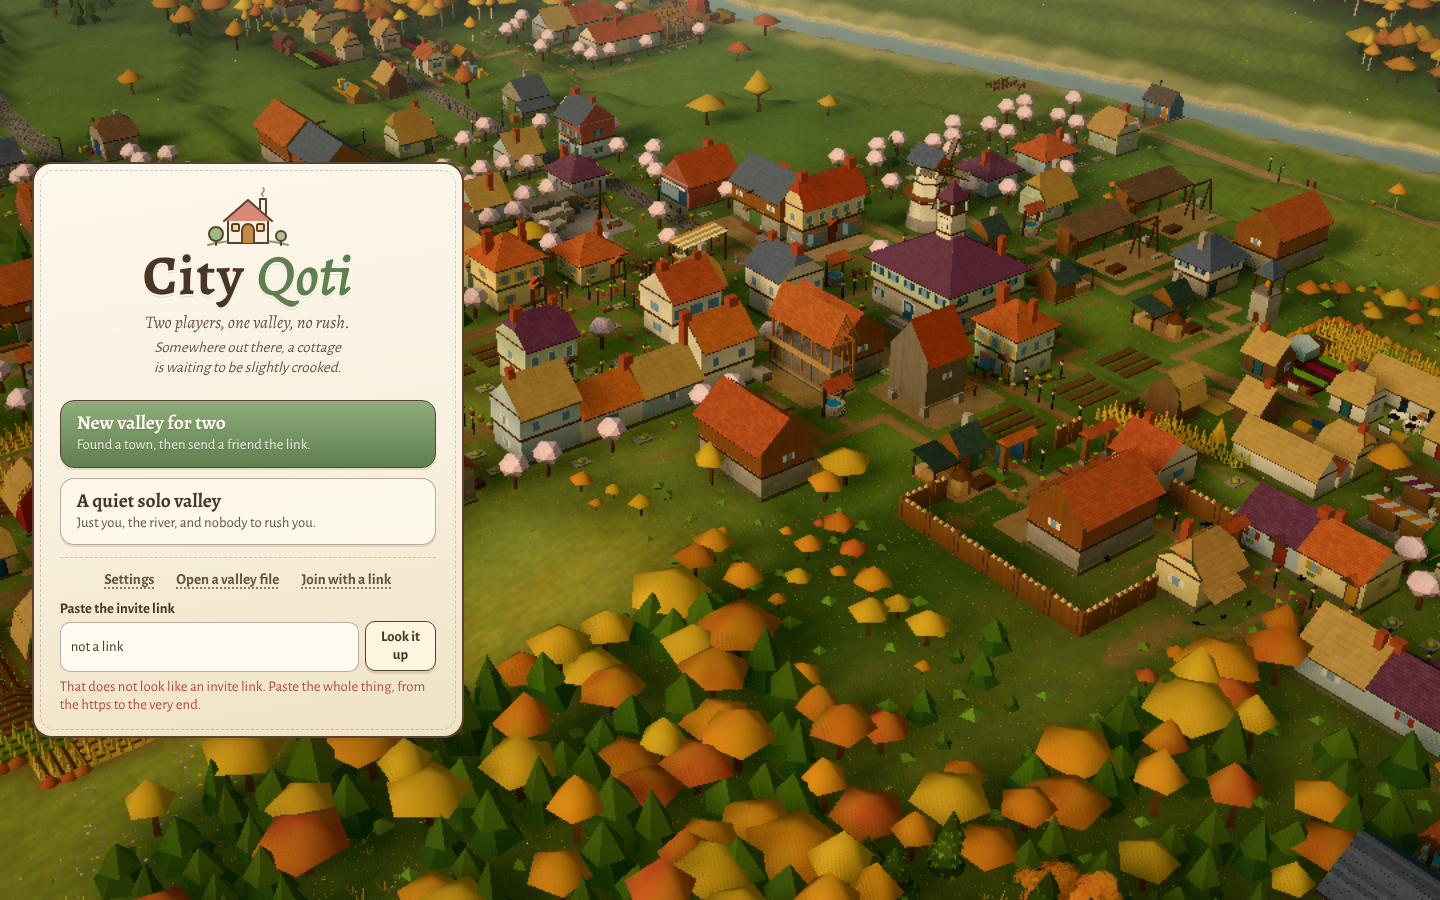 City Qoti
Two players, one valley, no rush.
Somewhere out there, a cottage
is waiting to be slightly crooked.
New valley for two
Found a town, then send a friend the link.
A quiet solo valley
Just you, the river, and nobody to rush you.
Settings Open a valley file Join with a link
Paste the invite link
not a link
Look it
up
That does not look like an invite link. Paste the whole thing, from
the https to the very end.